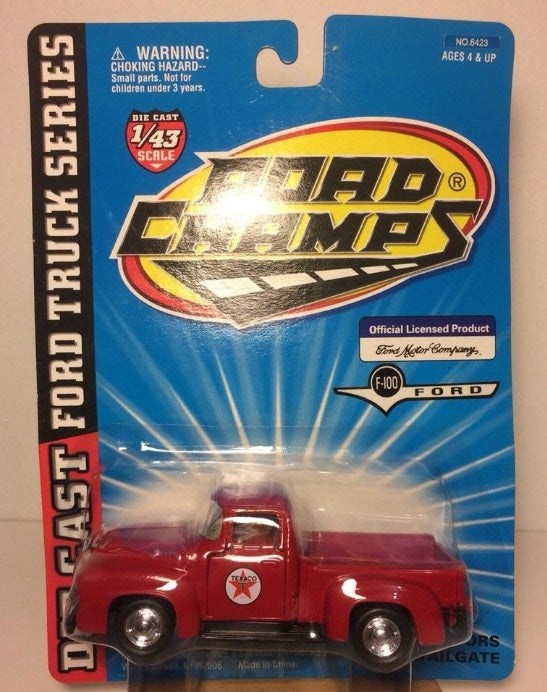 WARNING:
CHOKING HAZARD--
Small parts. Not for
children under 3 years.
NO.6423
AGES 4 & UP
DIE CAST
1/43
SCALE
ROAD
CHAMPS®
Official Licensed Product
Ford Motor Company,
F-100
FORD
DIE CAST FORD TRUCK SERIES
TEXACO
T
ORS
TAILGATE
7006. Made in China.